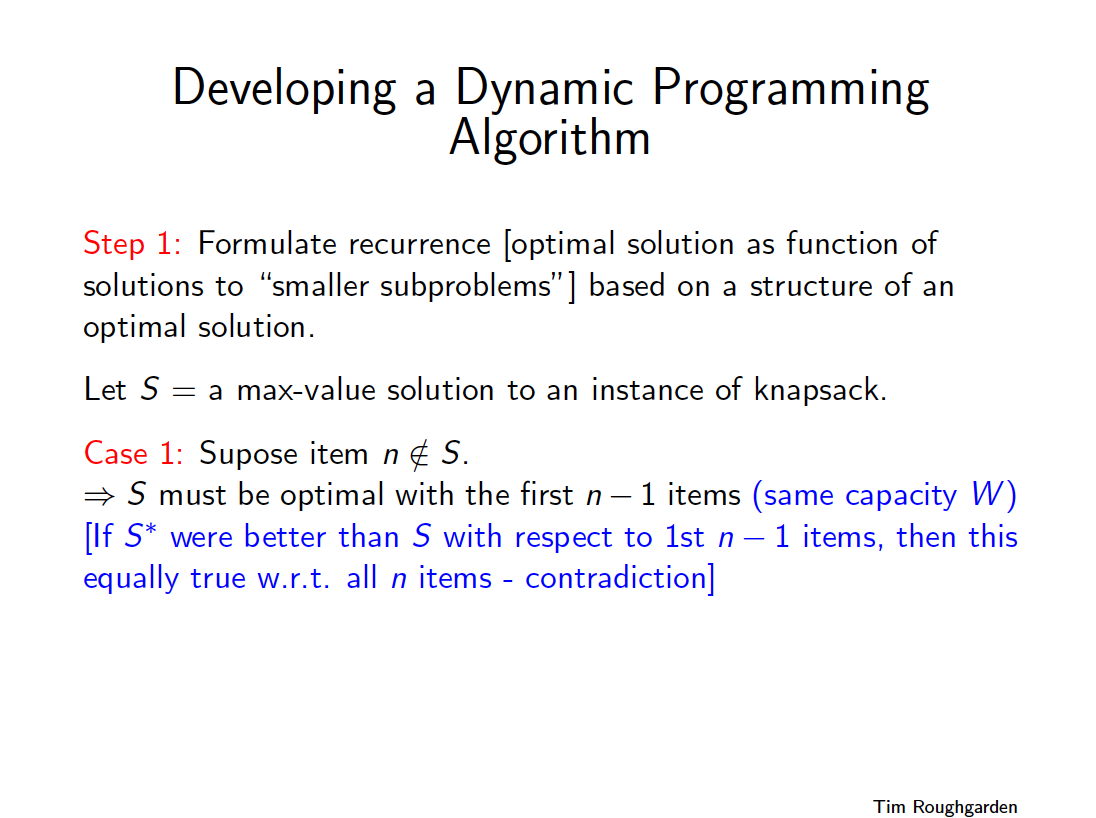 Developing a Dynamic Programming
Algorithm
Step 1: Formulate recurrence [optimal solution as function of
solutions to “smaller subproblems”] based on a structure of an
optimal solution.
Let S = a max-value solution to an instance of knapsack.
Case 1: Supose item n ∉ S.
⇒ S must be optimal with the first n − 1 items (same capacity W)
[If S* were better than S with respect to 1st n − 1 items, then this
equally true w.r.t. all n items - contradiction]
Tim Roughgarden